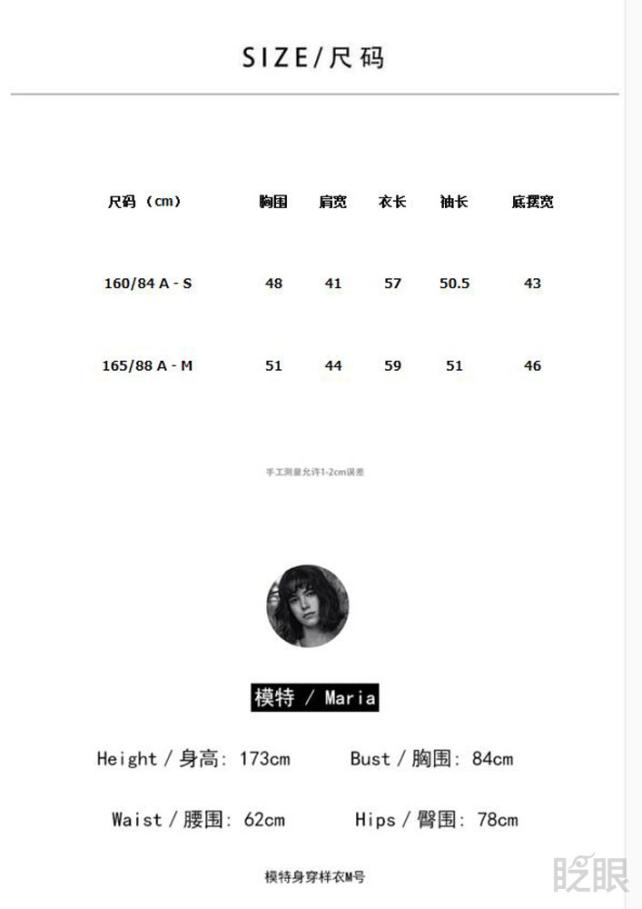 SIZE/尺码
尺码 （cm） 胸围 肩宽 衣长 袖长 底摆宽
160/84 A - S 48 41 57 50.5 43
165/88 A - M 51 44 59 51 46
手工测量允许1-2cm误差
模特 / Maria
Height / 身高: 173cm Bust / 胸围: 84cm
Waist / 腰围: 62cm Hips / 臀围: 78cm
模特身穿样衣M号
眨眼